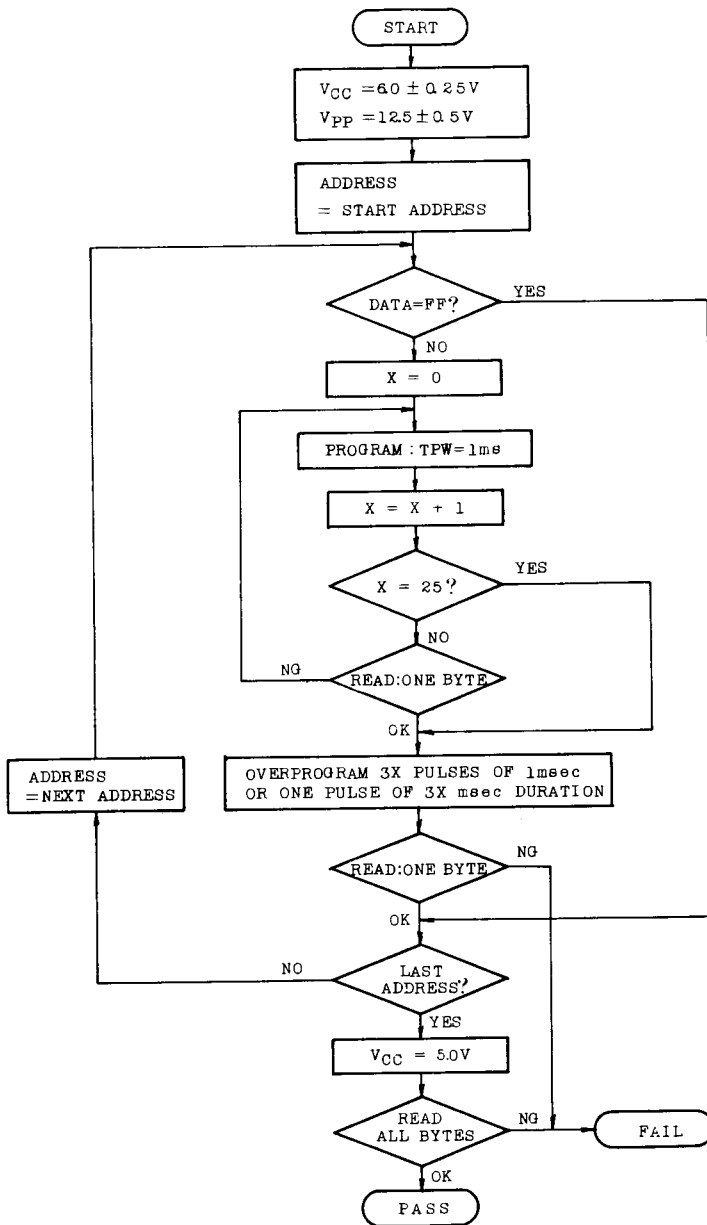 START
VCC = 6.0 ± 0.25V
VPP = 12.5 ± 0.5V
ADDRESS
= START ADDRESS
DATA=FF?
YES
NO
X = 0
PROGRAM : TPW = 1ms
X = X + 1
X = 25?
YES
NO
READ:ONE BYTE
NG
OK
OVERPROGRAM 3X PULSES OF 1msec
OR ONE PULSE OF 3X msec DURATION
ADDRESS
=NEXT ADDRESS
READ:ONE BYTE
NG
OK
LAST
ADDRESS?
NO
YES
VCC = 5.0V
READ
ALL BYTES
NG
FAIL
OK
PASS